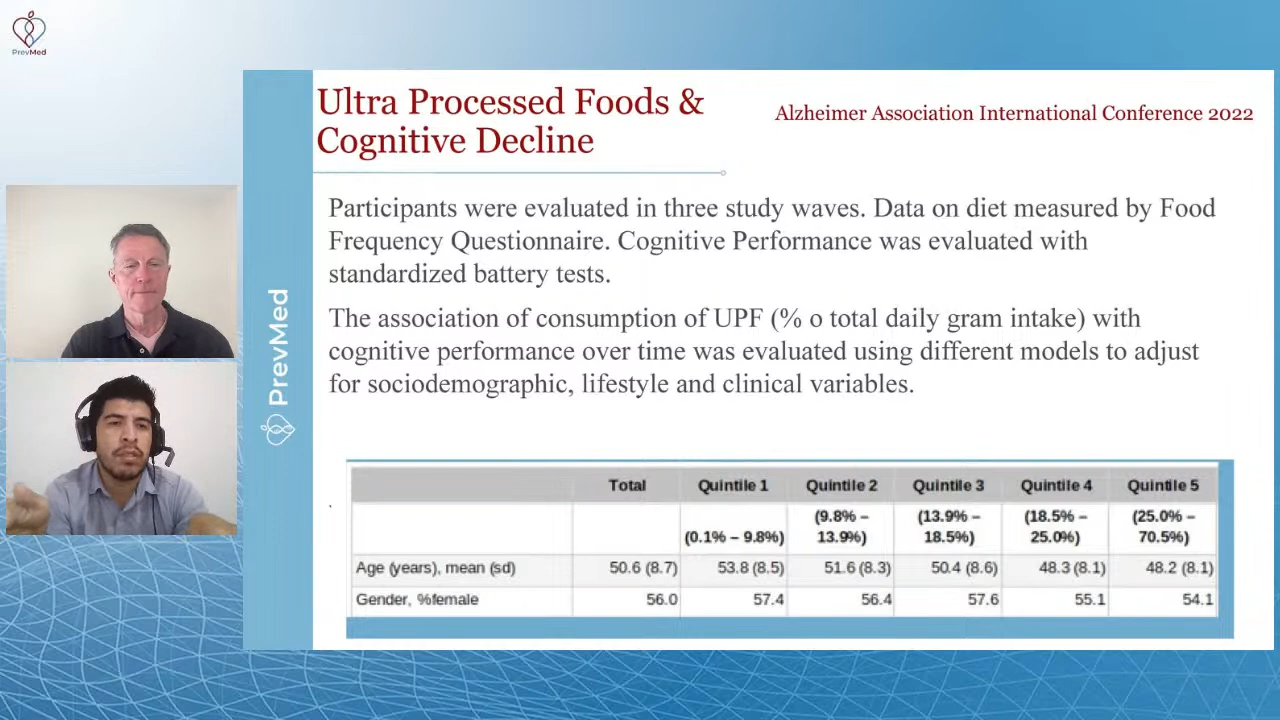 PrevMed
Ultra Processed Foods &
Cognitive Decline
Alzheimer Association International Conference 2022
Participants were evaluated in three study waves. Data on diet measured by Food
Frequency Questionnaire. Cognitive Performance was evaluated with
standardized battery tests.
The association of consumption of UPF (% o total daily gram intake) with
cognitive performance over time was evaluated using different models to adjust
for sociodemographic, lifestyle and clinical variables.
PrevMed
Total Quintile 1 Quintile 2 Quintile 3 Quintile 4 Quintile 5
(0.1% – 9.8%) (9.8% – 13.9%) (13.9% – 18.5%) (18.5% – 25.0%) (25.0% – 70.5%)
Age (years), mean (sd) 50.6 (8.7) 53.8 (8.5) 51.6 (8.3) 50.4 (8.6) 48.3 (8.1) 48.2 (8.1)
Gender, %female 56.0 57.4 56.4 57.6 55.1 54.1